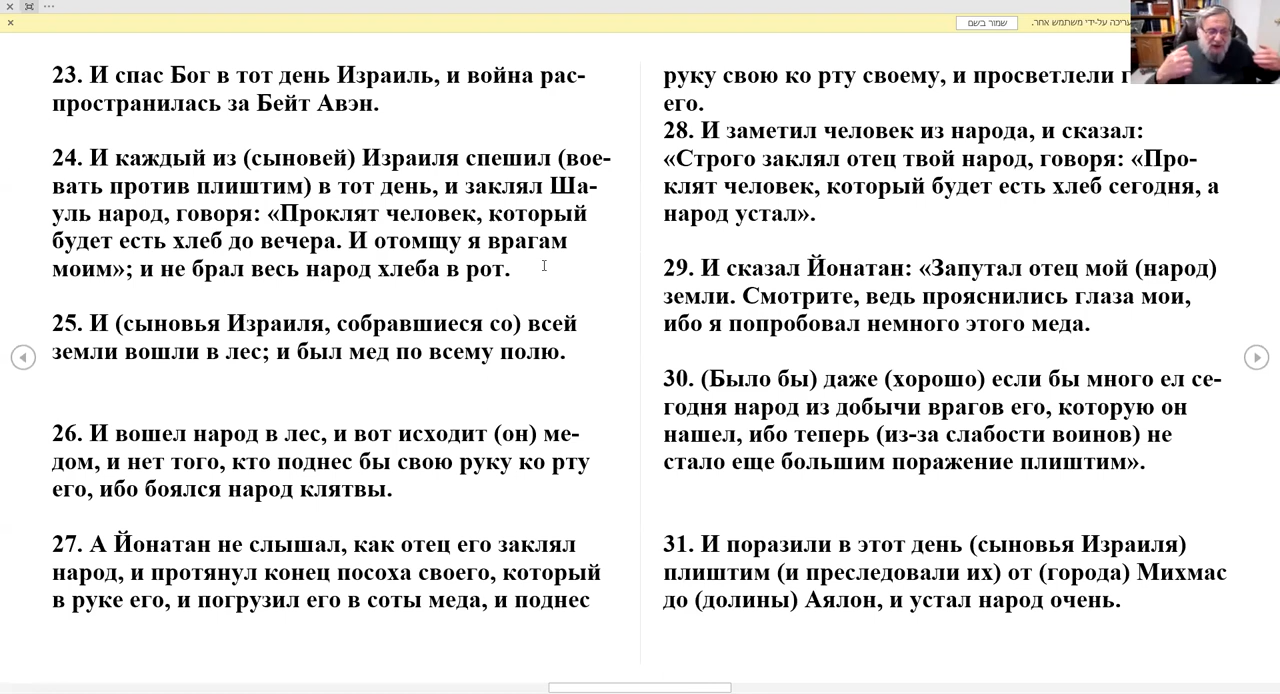 שמור בשם
עריכה על-ידי משתמש אחר.
23. И спас Бог в тот день Израиль, и война рас-
пространилась за Бейт Авэн.
24. И каждый из (сыновей) Израиля спешил (вое-
вать против плиштим) в тот день, и заклял Ша-
уль народ, говоря: «Проклят человек, который
будет есть хлеб до вечера. И отомщу я врагам
моим»; и не брал весь народ хлеба в рот.
25. И (сыновья Израиля, собравшиеся со) всей
земли вошли в лес; и был мед по всему полю.
26. И вошел народ в лес, и вот исходит (он) ме-
дом, и нет того, кто поднес бы свою руку ко рту
его, ибо боялся народ клятвы.
27. А Йонатан не слышал, как отец его заклял
народ, и протянул конец посоха своего, который
в руке его, и погрузил его в соты меда, и поднес
руку свою ко рту своему, и просветлели
его.
28. И заметил человек из народа, и сказал:
«Строго заклял отец твой народ, говоря: «Про-
клят человек, который будет есть хлеб сегодня, а
народ устал».
29. И сказал Йонатан: «Запутал отец мой (народ)
земли. Смотрите, ведь прояснились глаза мои,
ибо я попробовал немного этого меда.
30. (Было бы) даже (хорошо) если бы много ел се-
годня народ из добычи врагов его, которую он
нашел, ибо теперь (из-за слабости воинов) не
стало еще большим поражение плиштим».
31. И поразили в этот день (сыновья Израиля)
плиштим (и преследовали их) от (города) Михмас
до (долины) Аялон, и устал народ очень.